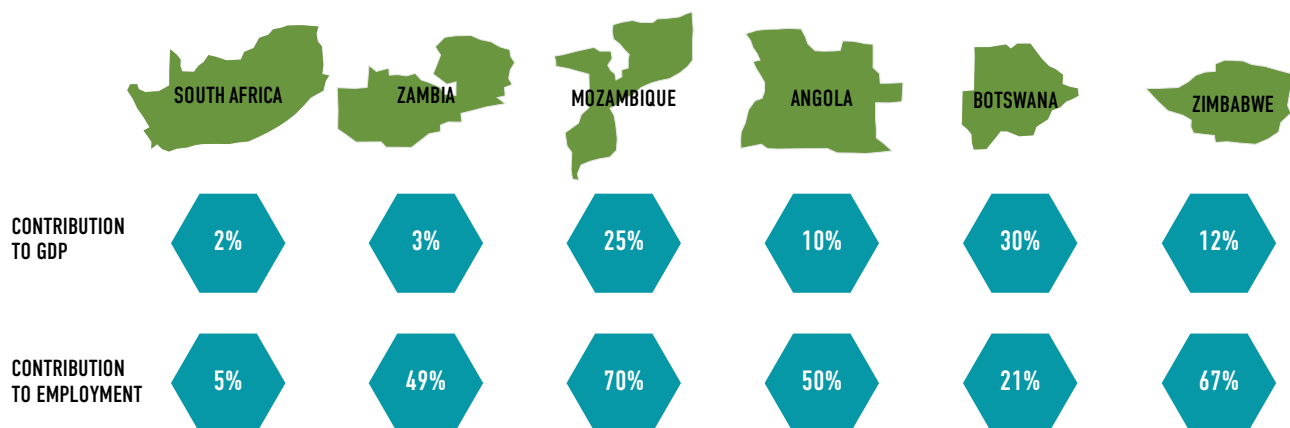 SOUTH AFRICA
ZAMBIA
MOZAMBIQUE
ANGOLA
BOTSWANA
ZIMBABWE
CONTRIBUTION
TO GDP
2%
3%
25%
10%
30%
12%
CONTRIBUTION
TO EMPLOYMENT
5%
49%
70%
50%
21%
67%